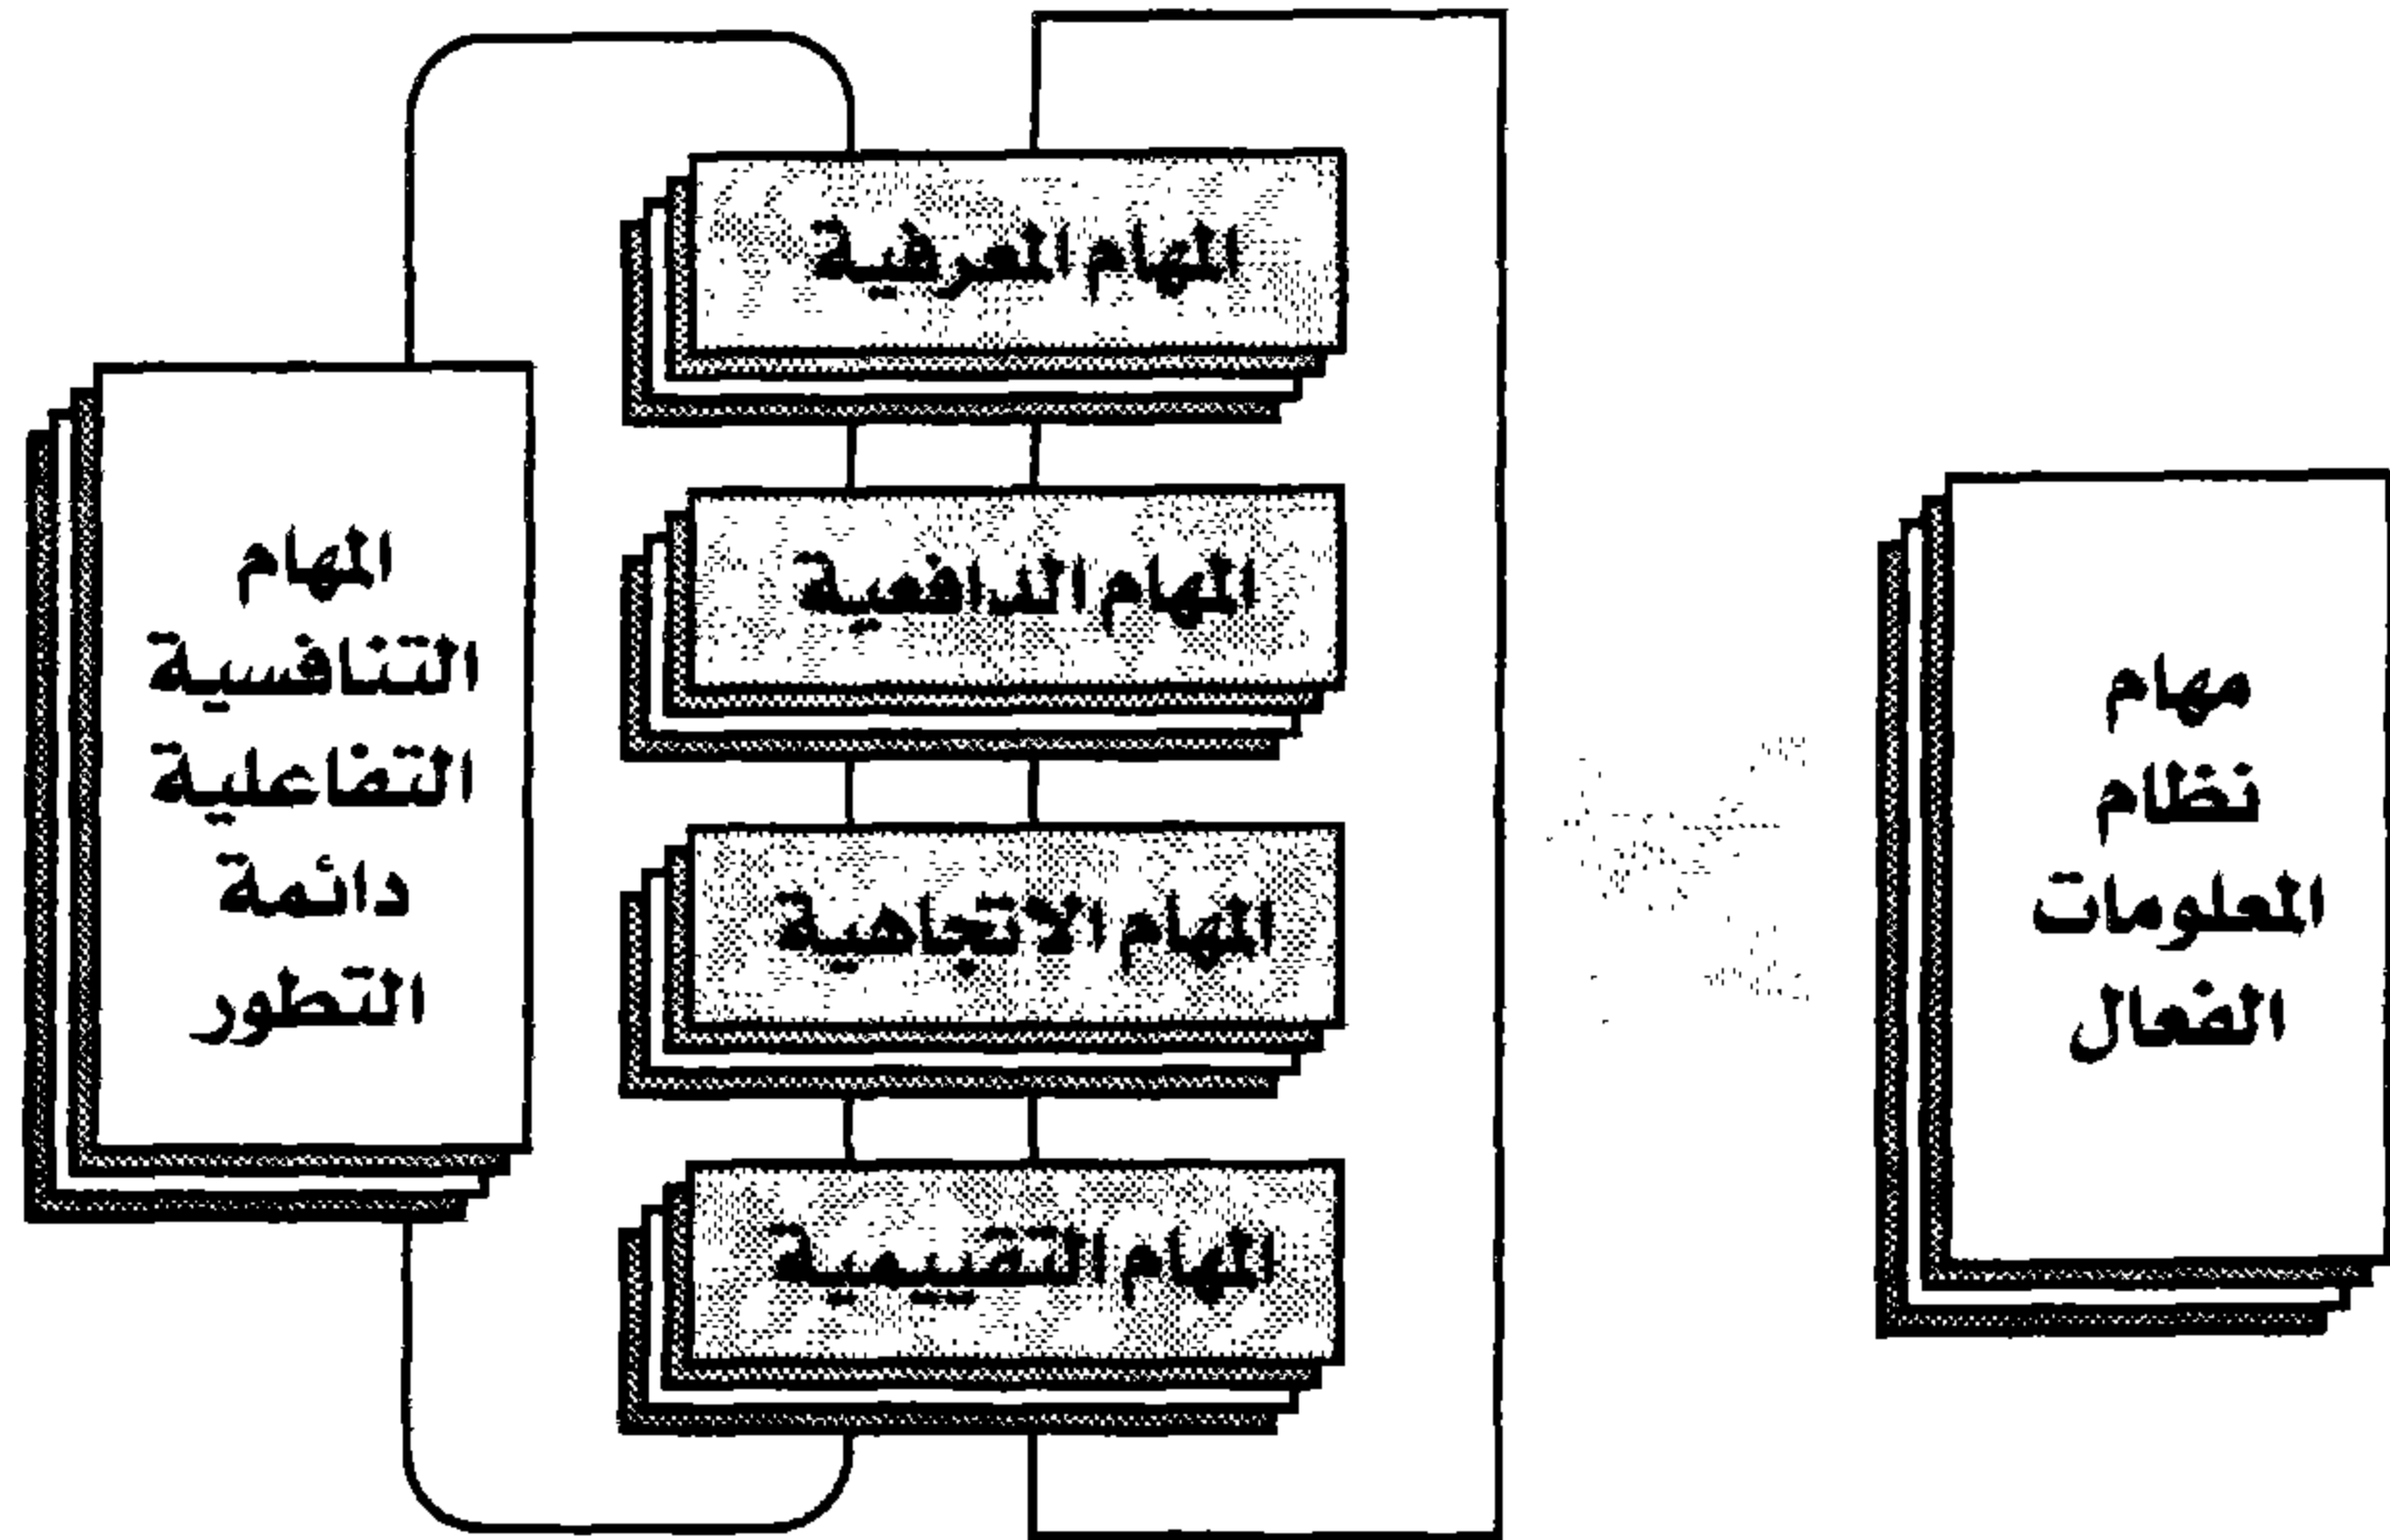 مهام
نظام
المعلومات
الفعال
المهام المعرفية
المهام الدافعية
المهام الاتجاهية
المهام التقييمية
المهام
التنافسية
التفاعلية
دائمة
التطور